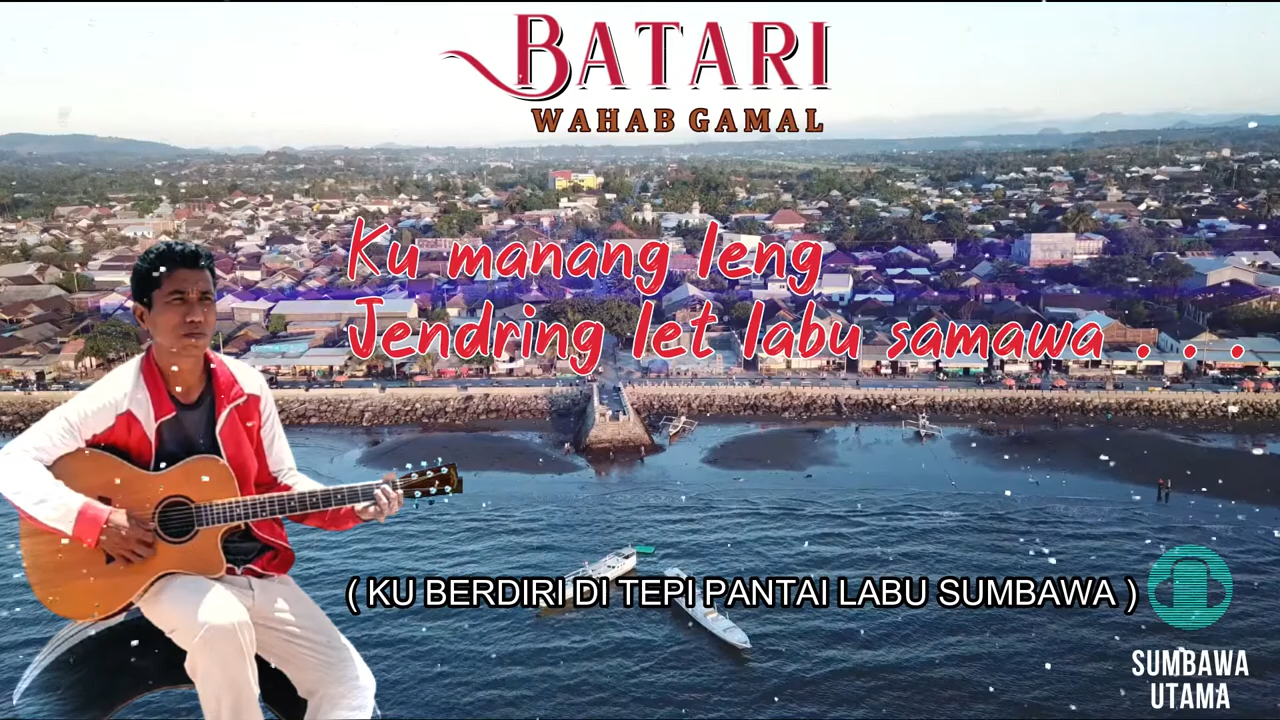 BATARI
WAHAB GAMAL
Ku manang leng
Jendring let labu samawa . . .
( KU BERDIRI DI TEPI PANTAI LABU SUMBAWA )
SUMBAWA
UTAMA